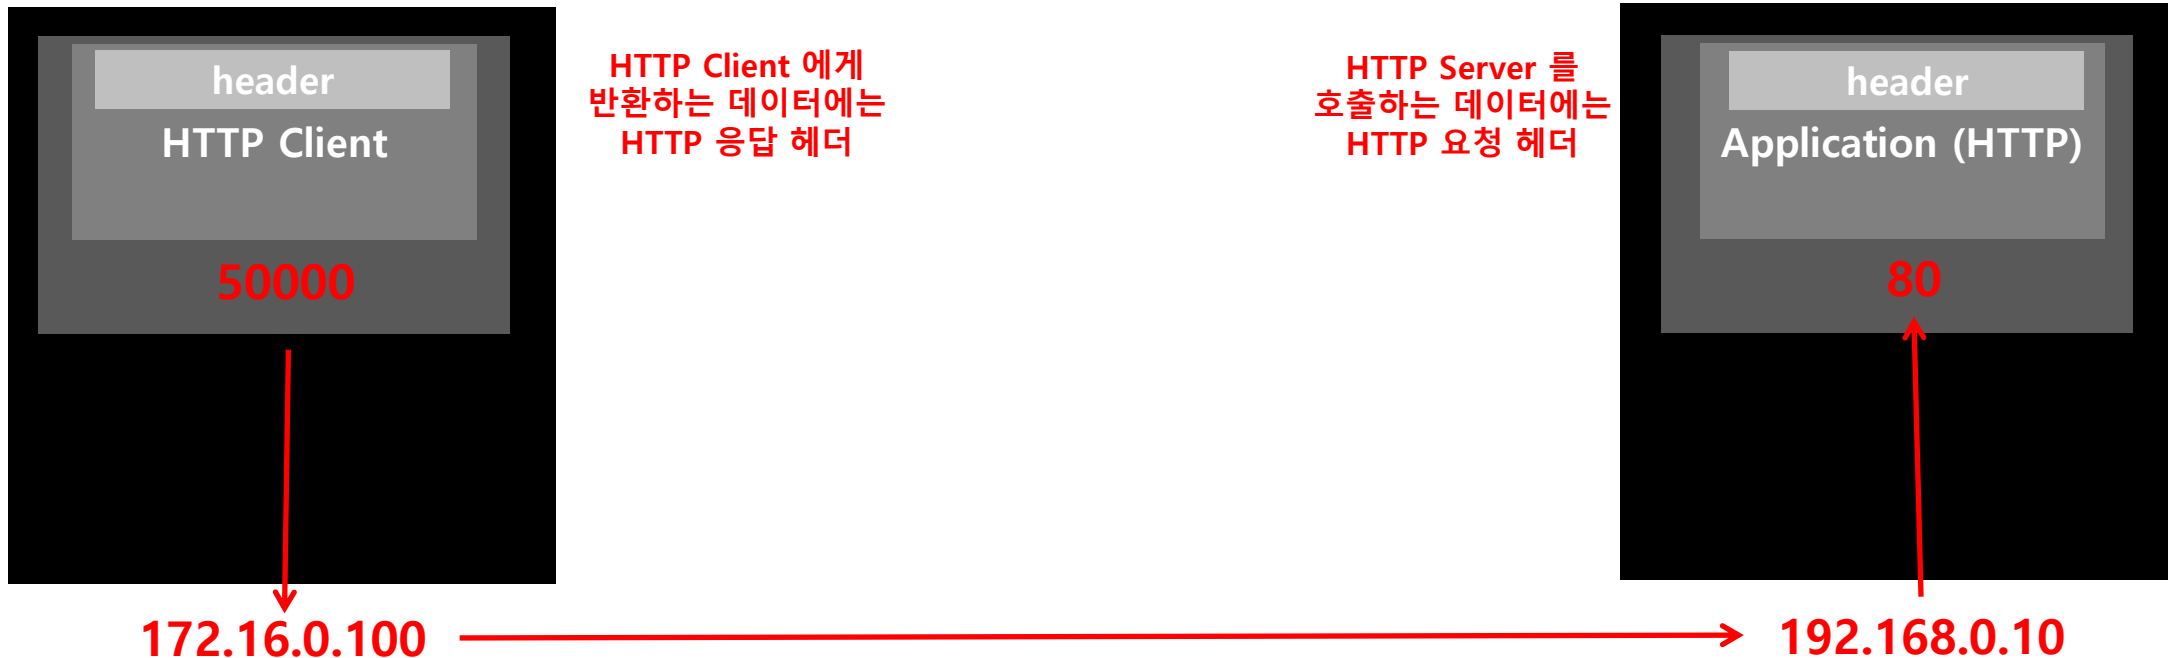 header
HTTP Client
50000
172.16.0.100
HTTP Client 에게
반환하는 데이터에는
HTTP 응답 헤더
HTTP Server 를
호출하는 데이터에는
HTTP 요청 헤더
header
Application (HTTP)
80
192.168.0.10